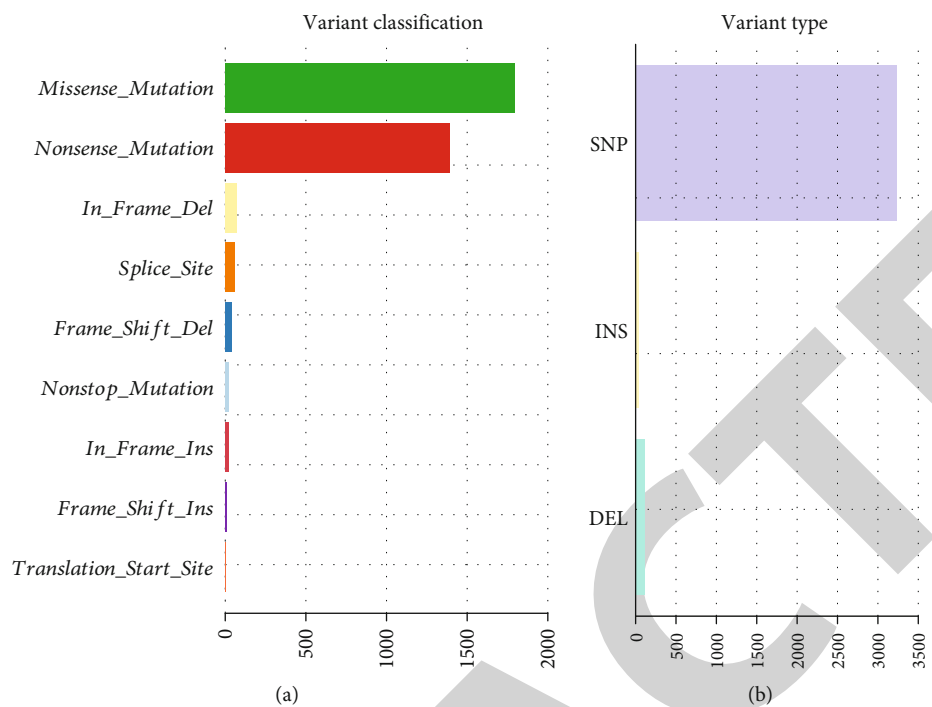 Variant classification
Missense_Mutation
Nonsense_Mutation
In_Frame_Del
Splice_Site
Frame_Shift_Del
Nonstop_Mutation
In_Frame_Ins
Frame_Shift_Ins
Translation_Start_Site
0
500
1000
1500
2000
(a)
Variant type
SNP
INS
DEL
0
500
1000
1500
2000
2500
3000
3500
(b)